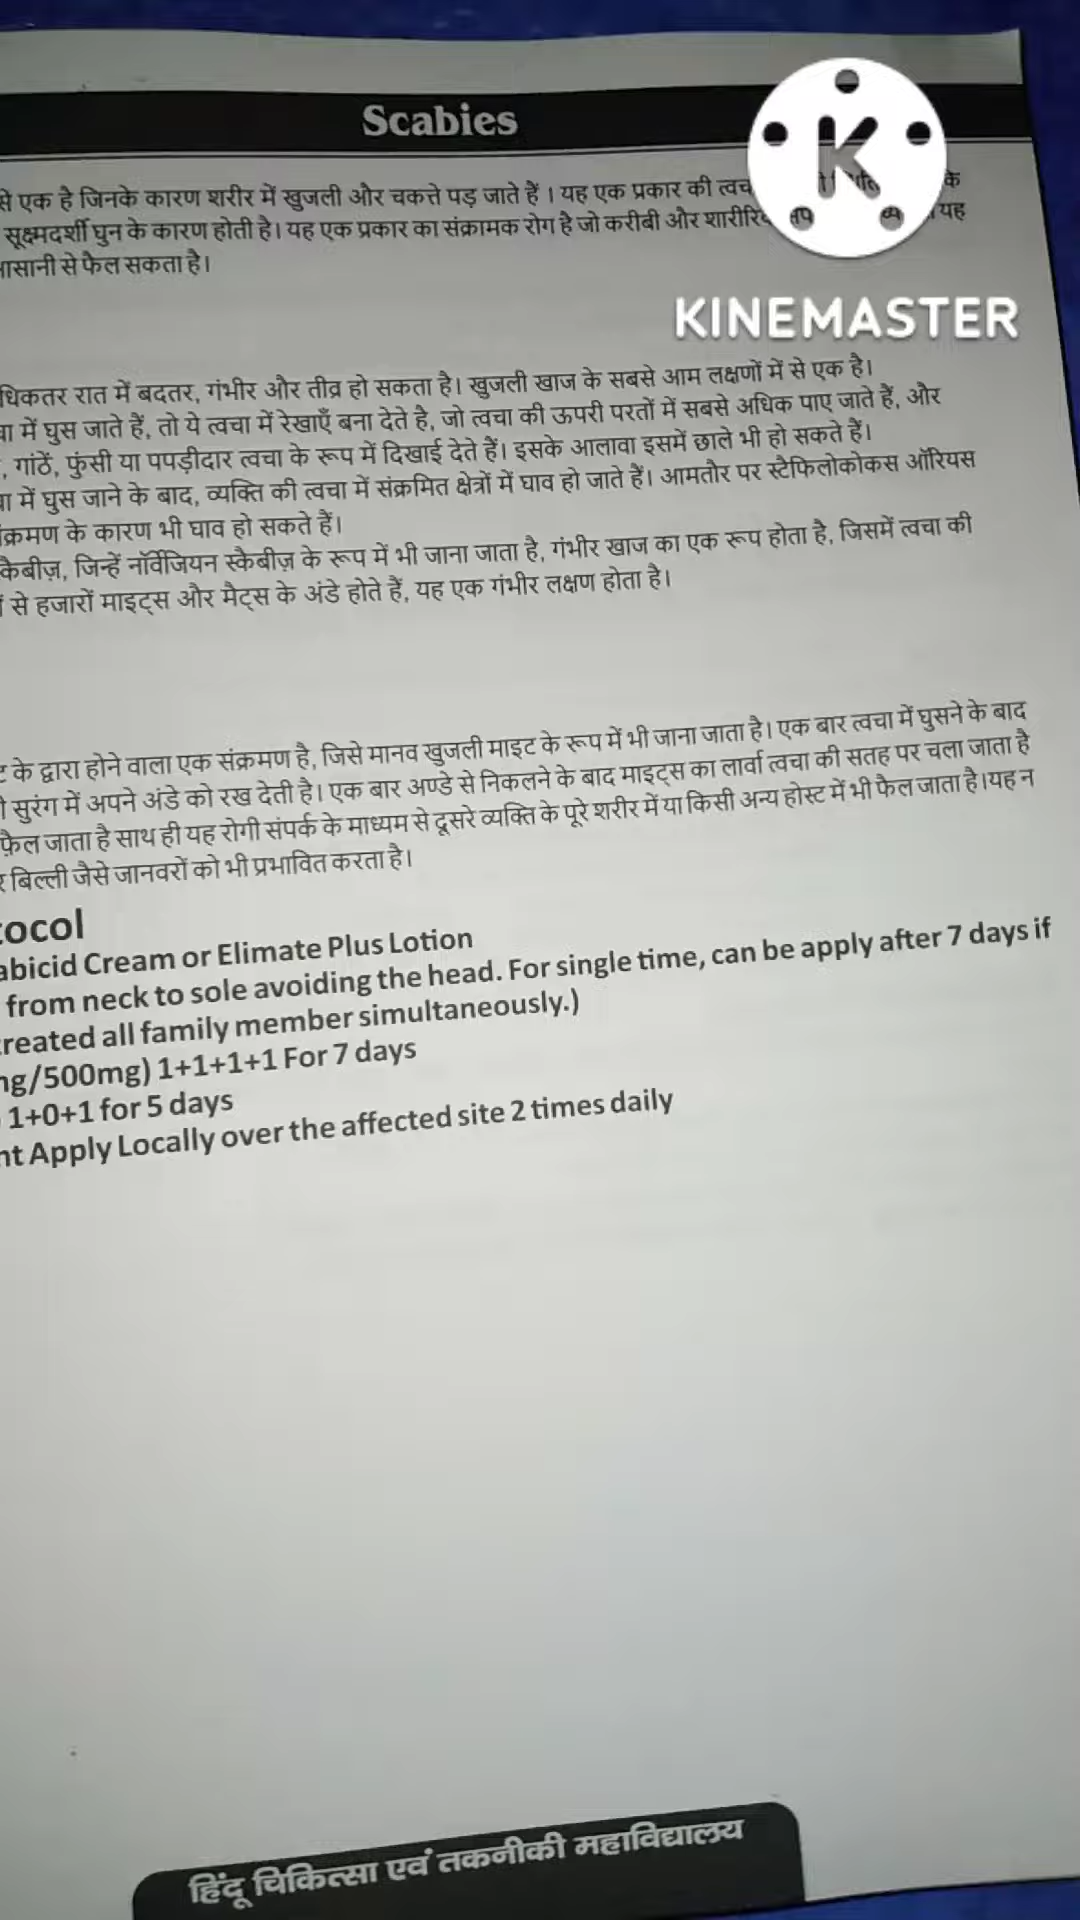 Scabies
से एक है जिनके कारण शरीर में खुजली और चकत्ते पड़ जाते हैं । यह एक प्रकार की त्वच
सूक्ष्मदर्शी घुन के कारण होती है। यह एक प्रकार का संक्रामक रोग है जो करीबी और शारीरिक यह
आसानी से फैल सकता है।
KINEMASTER
धिकतर रात में बदतर, गंभीर और तीव्र हो सकता है। खुजली खाज के सबसे आम लक्षणों में से एक है।
में घुस जाते हैं, तो ये त्वचा में रेखाएँ बना देते है, जो त्वचा की ऊपरी परतों में सबसे अधिक पाए जाते हैं, और
, गांठें, फुंसी या पपड़ीदार त्वचा के रूप में दिखाई देते हैं। इसके आलावा इसमें छाले भी हो सकते हैं।
में घुस जाने के बाद, व्यक्ति की त्वचा में संक्रमित क्षेत्रों में घाव हो जाते हैं। आमतौर पर स्टैफिलोकोकस ऑरियस
क्रमण के कारण भी घाव हो सकते हैं।
कैबीज़, जिन्हें नॉर्वेजियन स्कैबीज़ के रूप में भी जाना जाता है, गंभीर खाज का एक रूप होता है, जिसमें त्वचा की
से हजारों माइट्स और मैट्स के अंडे होते हैं, यह एक गंभीर लक्षण होता है।
के द्वारा होने वाला एक संक्रमण है, जिसे मानव खुजली माइट के रूप में भी जाना जाता है। एक बार त्वचा में घुसने के बाद
सुरंग में अपने अंडे को रख देती है। एक बार अण्डे से निकलने के बाद माइट्स का लार्वा त्वचा की सतह पर चला जाता है
फ़ैल जाता है साथ ही यह रोगी संपर्क के माध्यम से दूसरे व्यक्ति के पूरे शरीर में या किसी अन्य होस्ट में भी फैल जाता है।यह न
बिल्ली जैसे जानवरों को भी प्रभावित करता है।
tocol
abicid Cream or Elimate Plus Lotion
from neck to sole avoiding the head. For single time, can be apply after 7 days if
treated all family member simultaneously.)
mg/500mg) 1+1+1+1 For 7 days
1+0+1 for 5 days
nt Apply Locally over the affected site 2 times daily
हिंदू चिकित्सा एवं तकनीकी महाविद्यालय